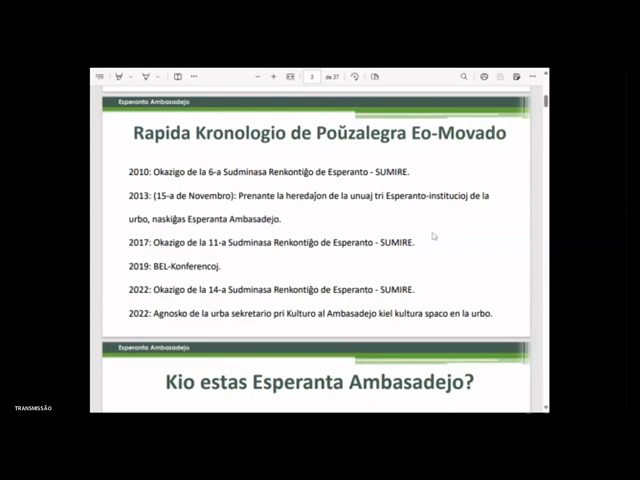 3 de 37
Esperanto Ambasadejo
Rapida Kronologio de Poŭzalegra Eo-Movado
2010: Okazigo de la 6-a Sudminasa Renkontiĝo de Esperanto - SUMIRE.
2013: (15-a de Novembro): Prenante la heredaĵon de la unuaj tri Esperanto-institucioj de la
urbo, naskiĝas Esperanta Ambasadejo.
2017: Okazigo de la 11-a Sudminasa Renkontiĝo de Esperanto - SUMIRE.
2019: BEL-Konferencoj.
2022: Okazigo de la 14-a Sudminasa Renkontiĝo de Esperanto - SUMIRE.
2022: Agnosko de la urba sekretario pri Kulturo al Ambasadejo kiel kultura spaco en la urbo.
Esperanto Ambasadejo
Kio estas Esperanta Ambasadejo?
TRANSMISSÃO